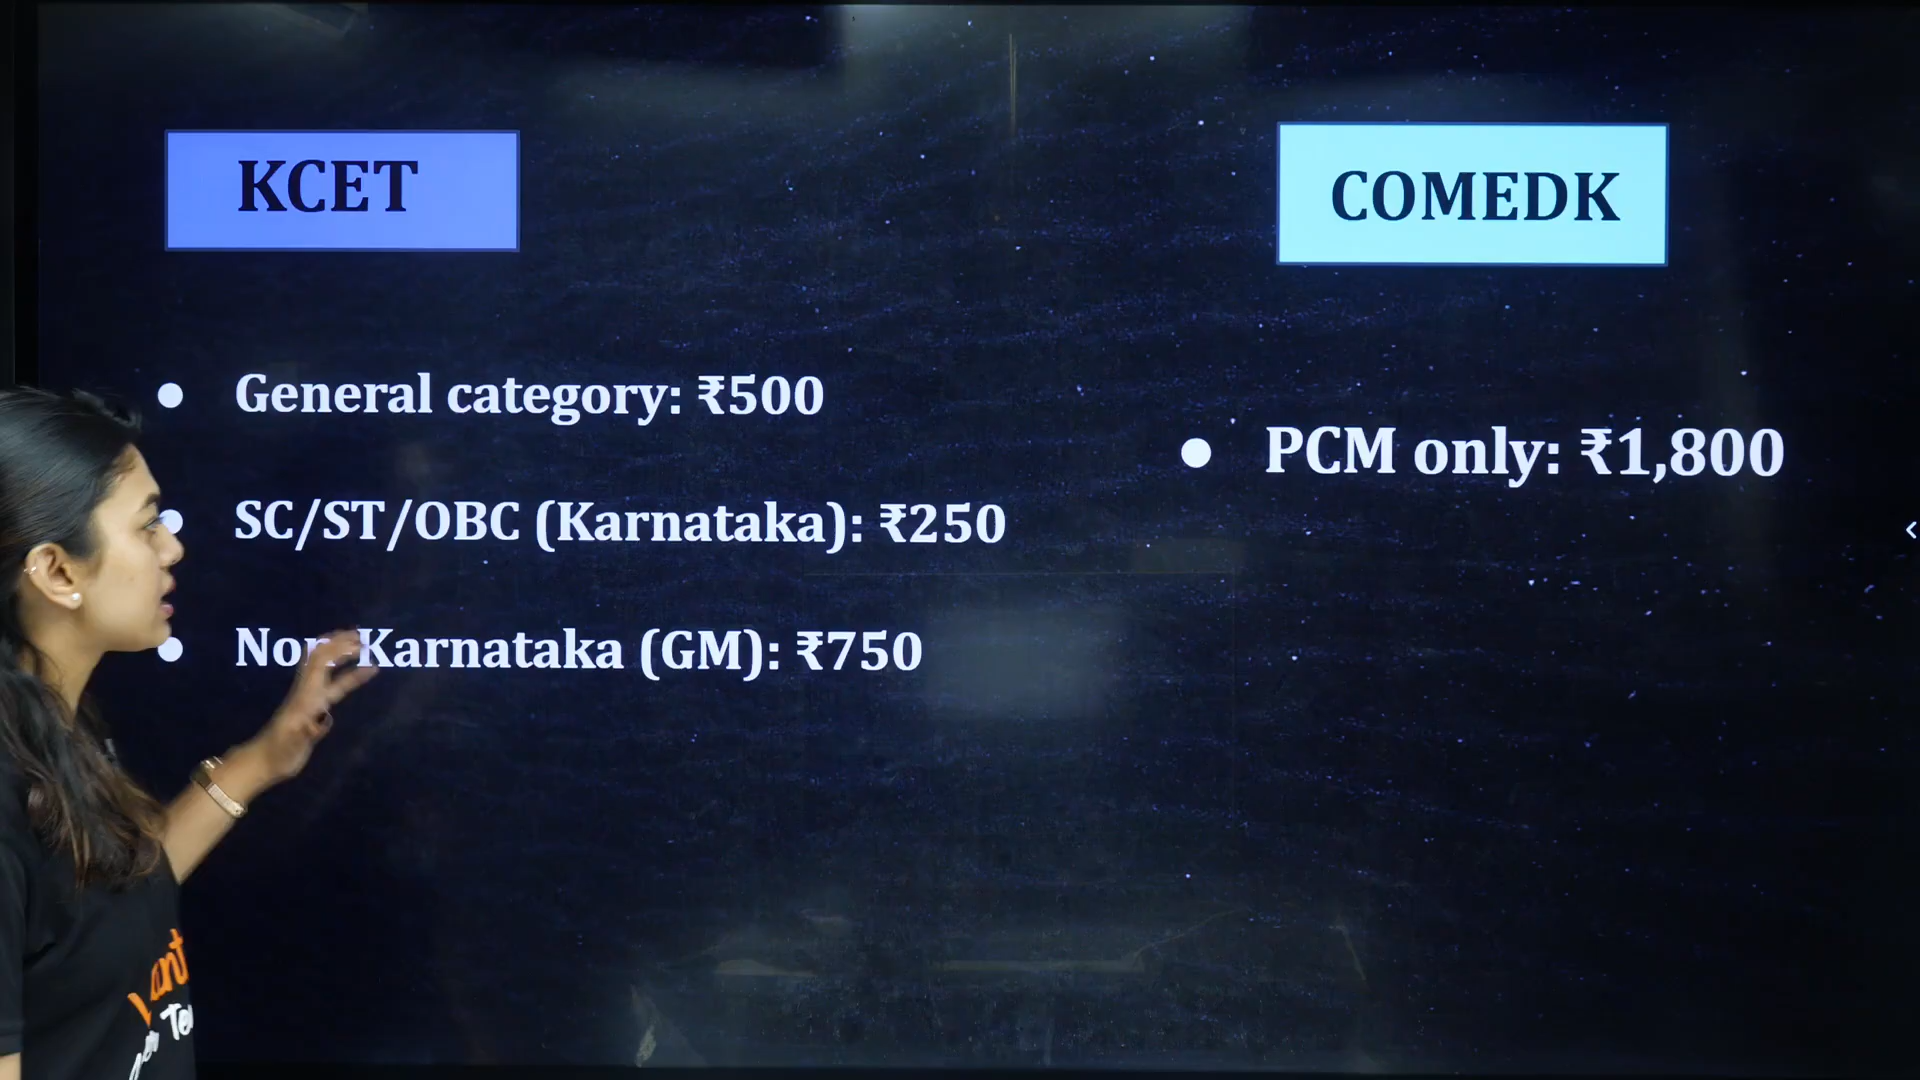 KCET
COMEDK
General category: ₹500
SC/ST/OBC (Karnataka): ₹250
Non-Karnataka (GM): ₹750
PCM only: ₹1,800